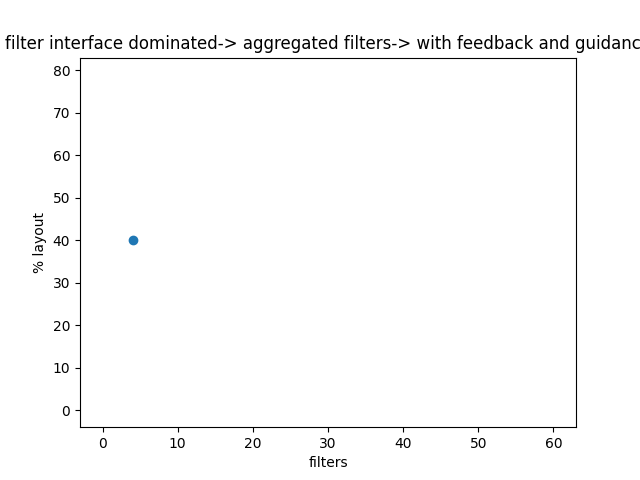 filter interface dominated-> aggregated filters-> with feedback and guidanc
80
70
60
50
40
30
20
10
0
% layout
0 10 20 30 40 50 60
filters